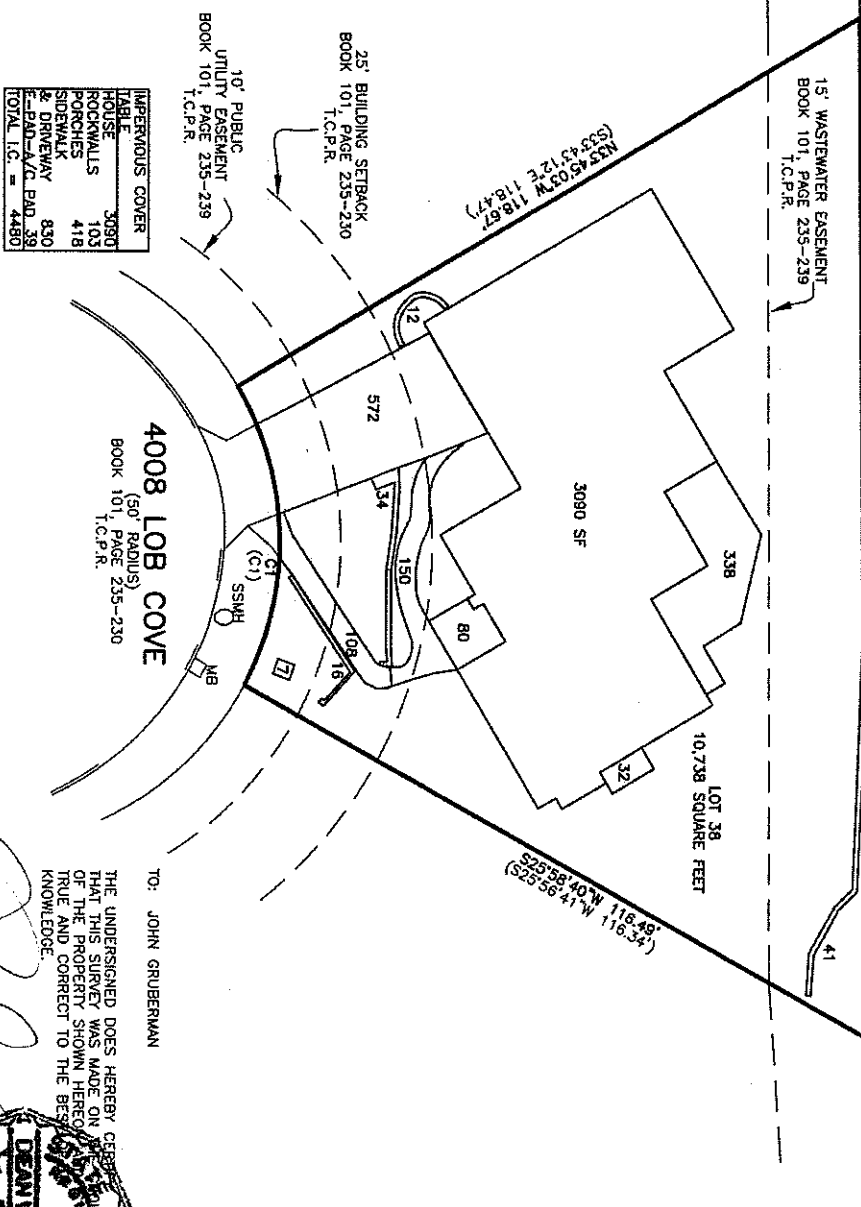 15' WASTEWATER EASEMENT
BOOK 101, PAGE 235-239
T.C.P.R.
N33°45'03"W 118.67'
(S33°43'12"E 118.47')
25' BUILDING SETBACK
BOOK 101, PAGE 235-230
T.C.P.R.
10' PUBLIC
UTILITY EASEMENT
BOOK 101, PAGE 235-239
T.C.P.R.
IMPERVIOUS COVER
TABLE
HOUSE 3090
ROCKWALLS 103
PORCHES 418
SIDEWALK
& DRIVEWAY 830
E-PAD-A/C PAD 39
TOTAL I.C. = 4480
12
572
3090 SF
338
34
150
80
108
16
7
32
41
C1
(C1)
SSMH
MB
4008 LOB COVE
(50' RADIUS)
BOOK 101, PAGE 235-230
T.C.P.R.
LOT 38
10,738 SQUARE FEET
S25°58'40"W 116.49'
(S25°56'41"W 116.34')
TO: JOHN GRUBERMAN
THE UNDERSIGNED DOES HEREBY
THAT THIS SURVEY WAS MADE ON
OF THE PROPERTY SHOWN
TRUE AND CORRECT TO THE
KNOWLEDGE.
DEAN